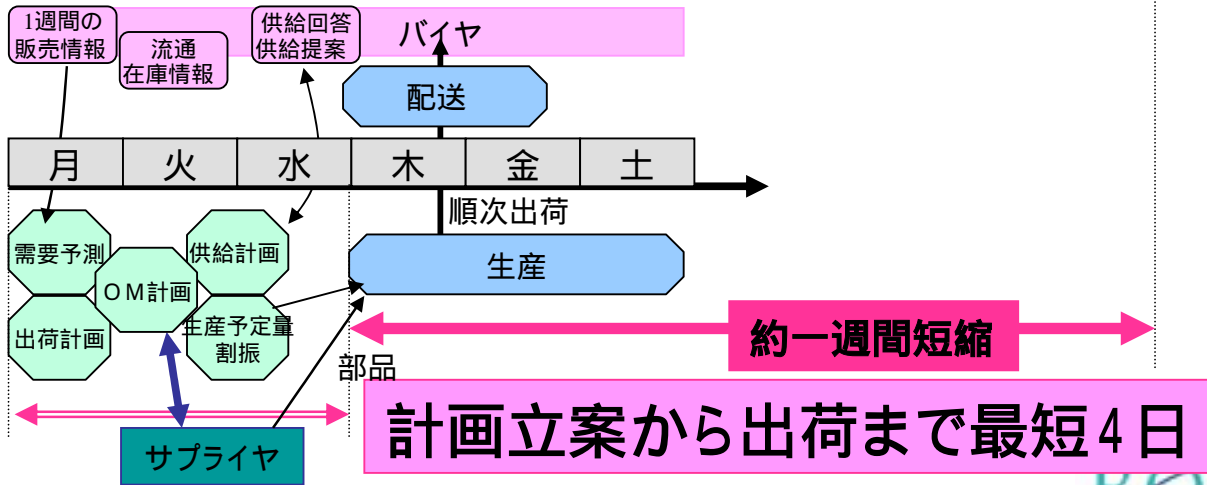 1週間の
販売情報
流通
在庫情報
供給回答
供給提案
バイヤ
配送
月 火 水 木 金 土
順次出荷
需要予測
供給計画
OM計画
生産
出荷計画
生産予定量
割振
約一週間短縮
部品
計画立案から出荷まで最短4日
サプライヤ